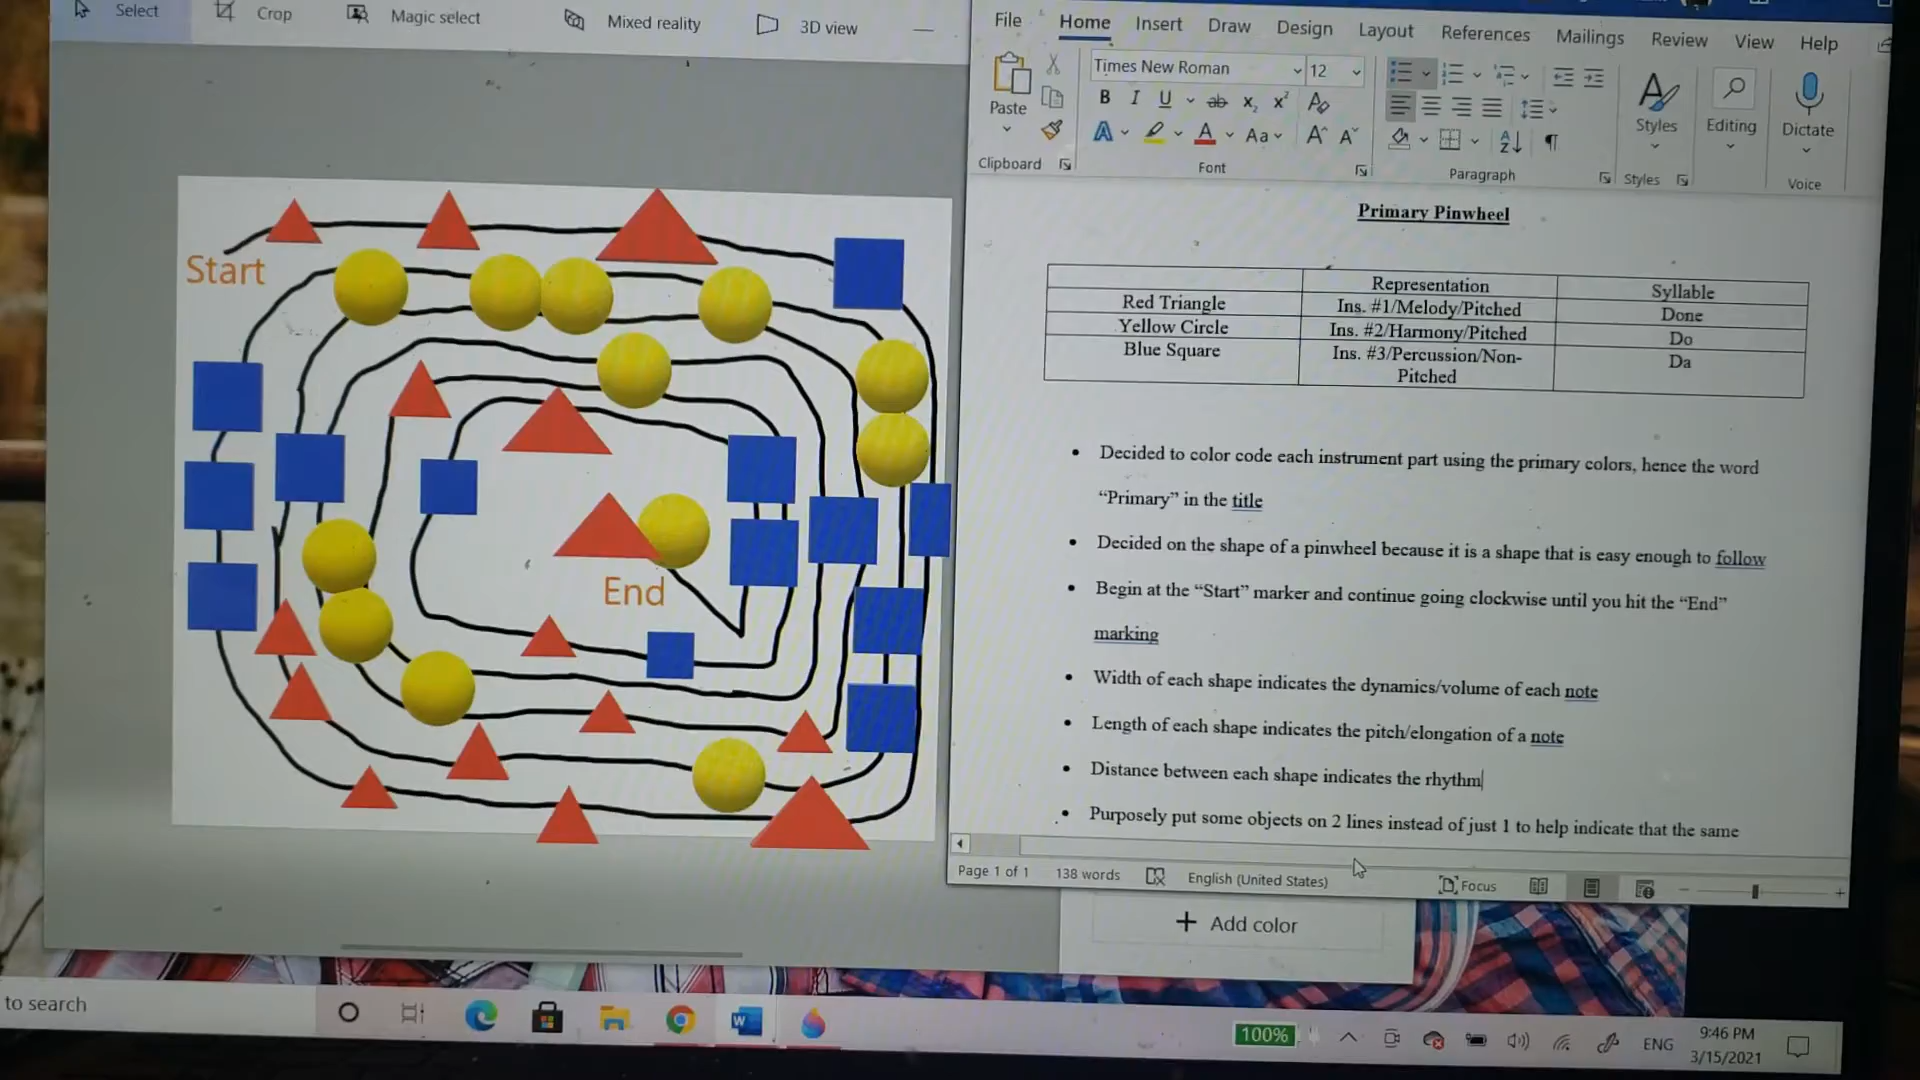 Select
Crop
Magic select
Mixed reality
3D view
Start
End
File
Home
Insert
Draw
Design
Layout
References
Mailings
Review
View
Help
Times New Roman
12
Paste
Styles
Editing
Dictate
Clipboard
Font
Paragraph
Styles
Voice
Primary Pinwheel
Representation
Syllable
Red Triangle
Ins. #1/Melody/Pitched
Done
Yellow Circle
Ins. #2/Harmony/Pitched
Do
Blue Square
Ins. #3/Percussion/Non-
Pitched
Da
• Decided to color code each instrument part using the primary colors, hence the word
“Primary” in the title
• Decided on the shape of a pinwheel because it is a shape that is easy enough to follow
• Begin at the “Start” marker and continue going clockwise until you hit the “End”
marking
• Width of each shape indicates the dynamics/volume of each note
• Length of each shape indicates the pitch/elongation of a note
• Distance between each shape indicates the rhythm
• Purposely put some objects on 2 lines instead of just 1 to help indicate that the same
Page 1 of 1
138 words
English (United States)
Focus
+ Add color
to search
100%
ENG
9:46 PM
3/15/2021